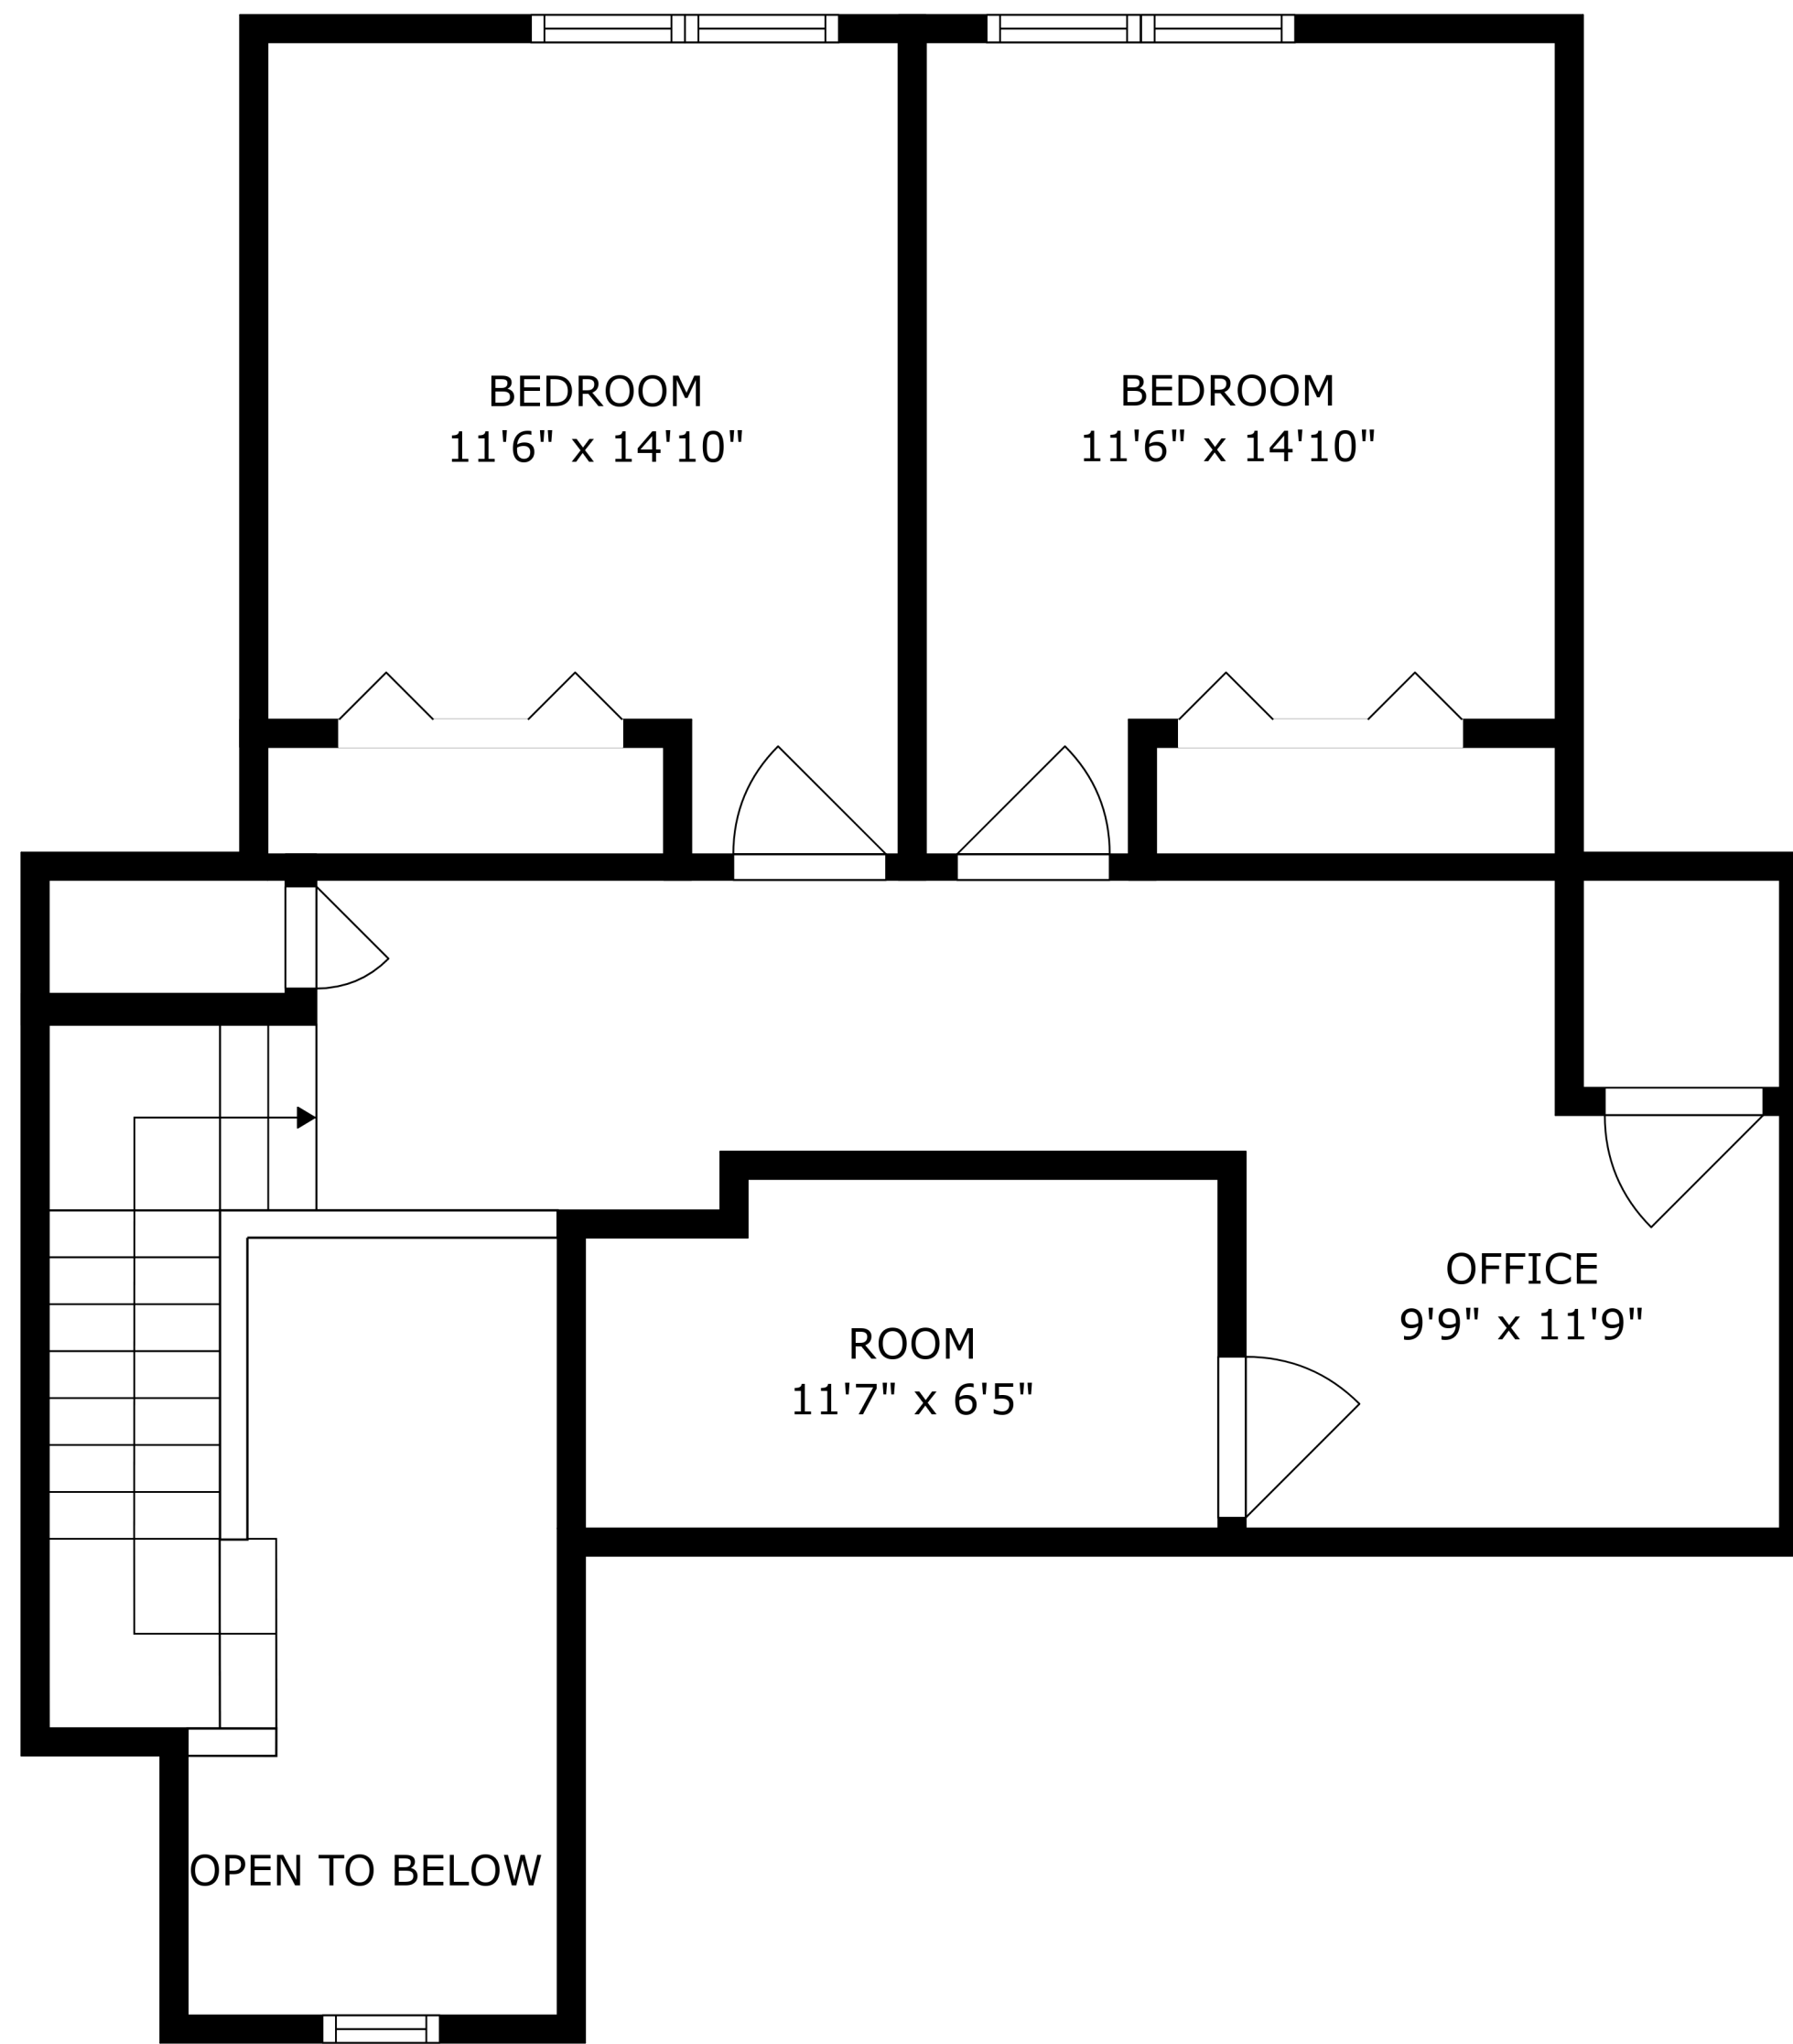 BEDROOM
11'6" x 14'10"
BEDROOM
11'6" x 14'10"
OFFICE
9'9" x 11'9"
ROOM
11'7" x 6'5"
OPEN TO BELOW